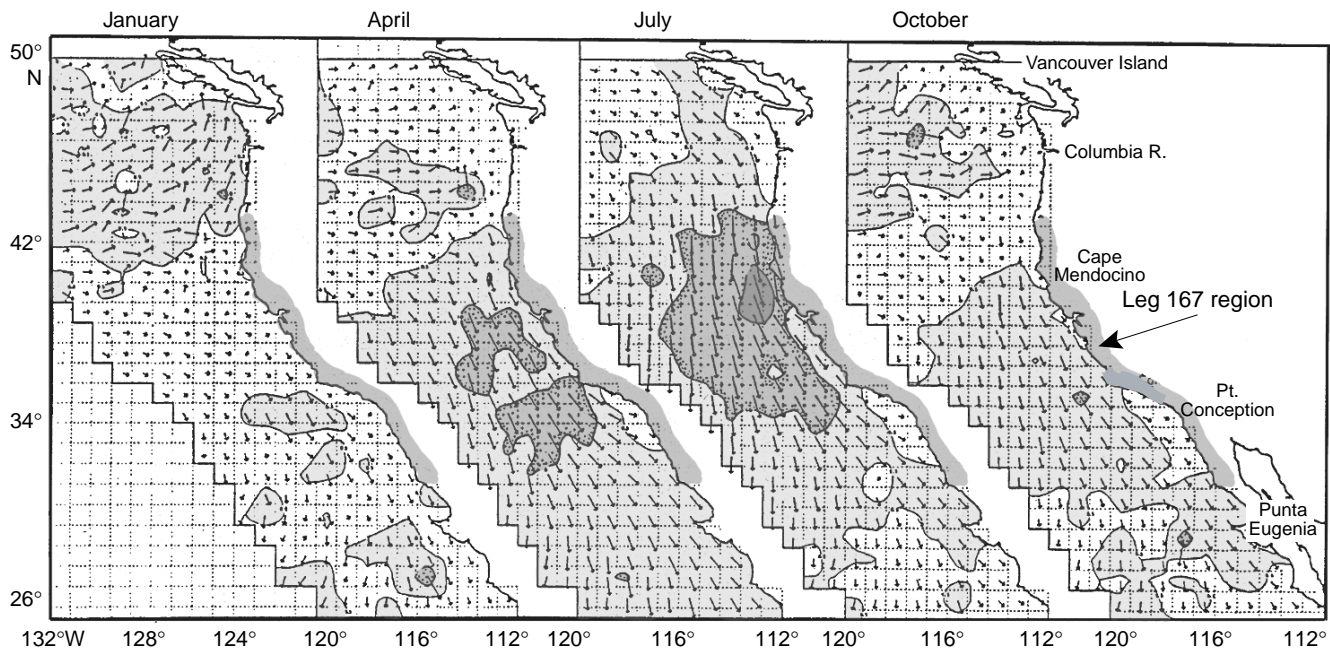 January April July October
50°
N
Vancouver Island
Columbia R.
42°
Cape
Mendocino
Leg 167 region
Pt.
Conception
34°
Punta
Eugenia
26°
132°W 128° 124° 120° 116° 112° 120° 116° 112° 120° 116° 112° 120° 116° 112°